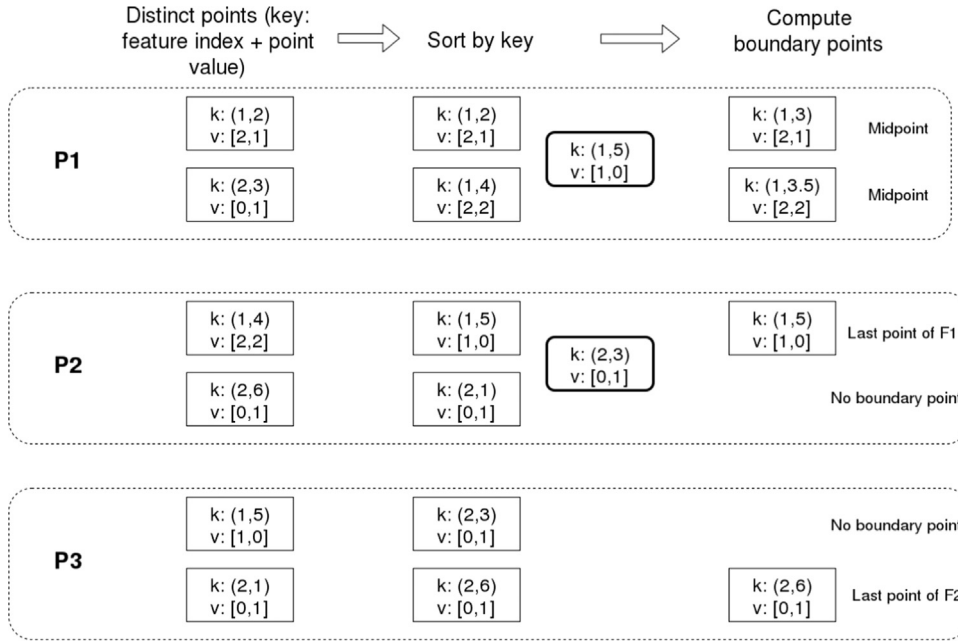 Distinct points (key:
feature index + point
value)
Sort by key
Compute
boundary points
P1
k: (1,2)
v: [2,1]
k: (2,3)
v: [0,1]
k: (1,2)
v: [2,1]
k: (1,4)
v: [2,2]
k: (1,5)
v: [1,0]
k: (1,3)
v: [2,1]
Midpoint
k: (1,3.5)
v: [2,2]
Midpoint
P2
k: (1,4)
v: [2,2]
k: (2,6)
v: [0,1]
k: (1,5)
v: [1,0]
k: (2,1)
v: [0,1]
k: (2,3)
v: [0,1]
k: (1,5)
v: [1,0]
Last point of F1
No boundary point
P3
k: (1,5)
v: [1,0]
k: (2,1)
v: [0,1]
k: (2,3)
v: [0,1]
k: (2,6)
v: [0,1]
No boundary point
k: (2,6)
v: [0,1]
Last point of F2